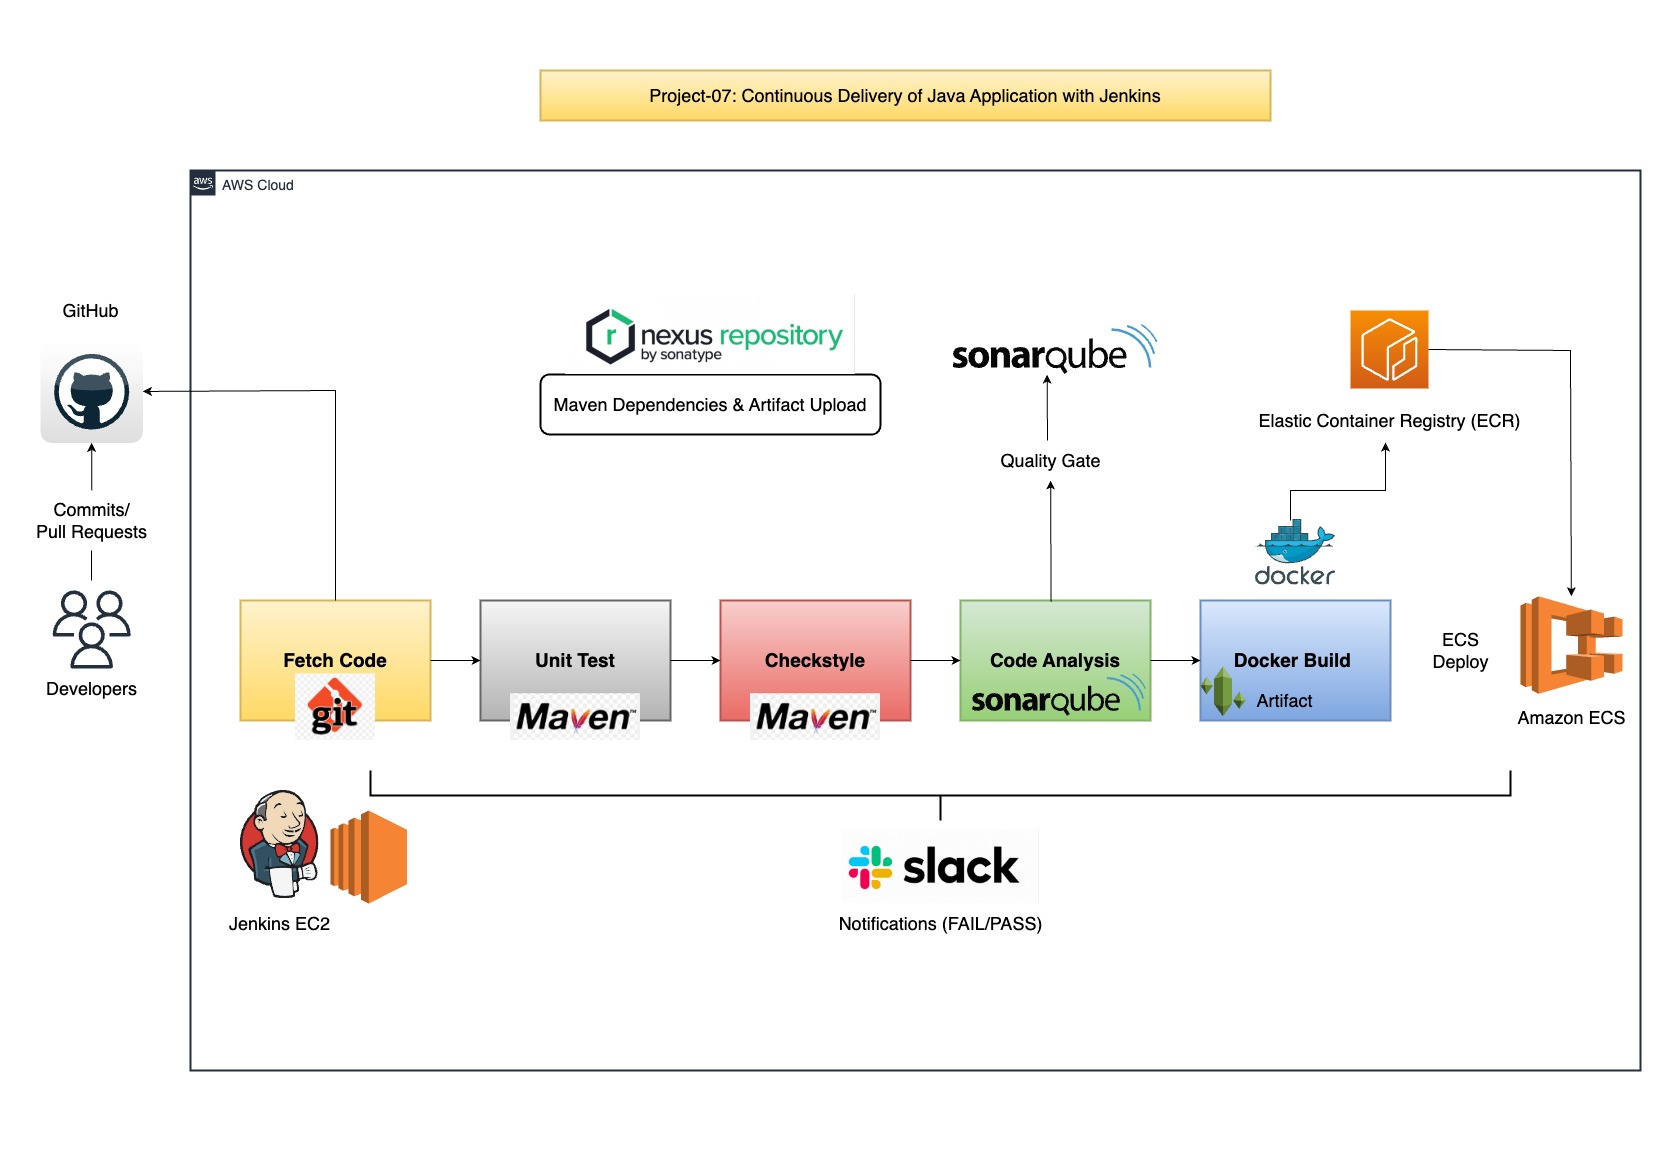 Project-07: Continuous Delivery of Java Application with Jenkins
aws
AWS Cloud
GitHub
r
nexus repository
by sonatype
Maven Dependencies & Artifact Upload
sonarqube
Elastic Container Registry (ECR)
Quality Gate
Commits/
Pull Requests
docker
Developers
Fetch Code
git
Unit Test
Maven™
Checkstyle
Maven™
Code Analysis
sonarqube
Docker Build
Artifact
ECS
Deploy
Amazon ECS
Jenkins EC2
slack
Notifications (FAIL/PASS)